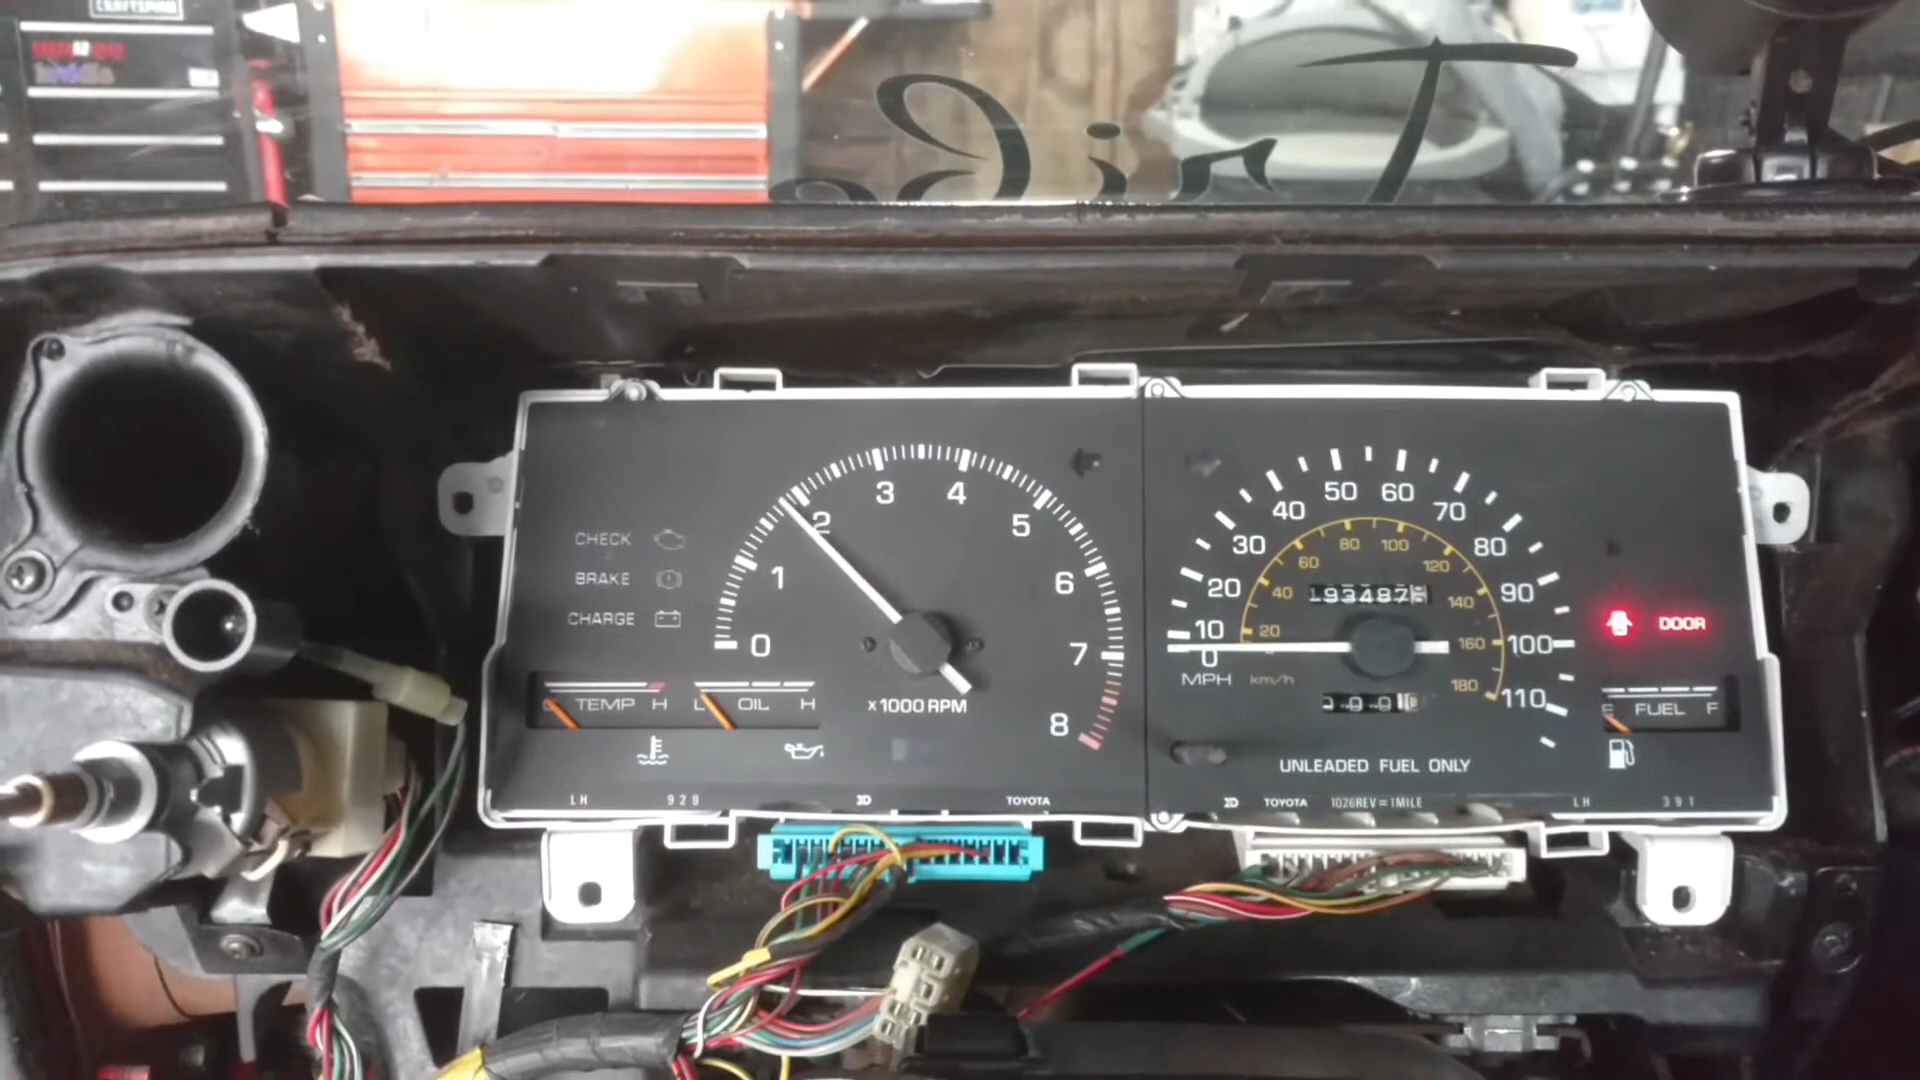 CRAFTSMAN
3 4
2 5
CHECK
1 6
BRAKE
CHARGE
0 7
TEMP H L OIL H
x1000 RPM
8
LH 929 TOYOTA
50 60
40 70
30 80
80 100
60 120
20 40 140 90
193487
10 20 160 100
0
MPH km/h 180 110
DOOR
E FUEL F
UNLEADED FUEL ONLY
TOYOTA 1026REV=1MILE LH 391